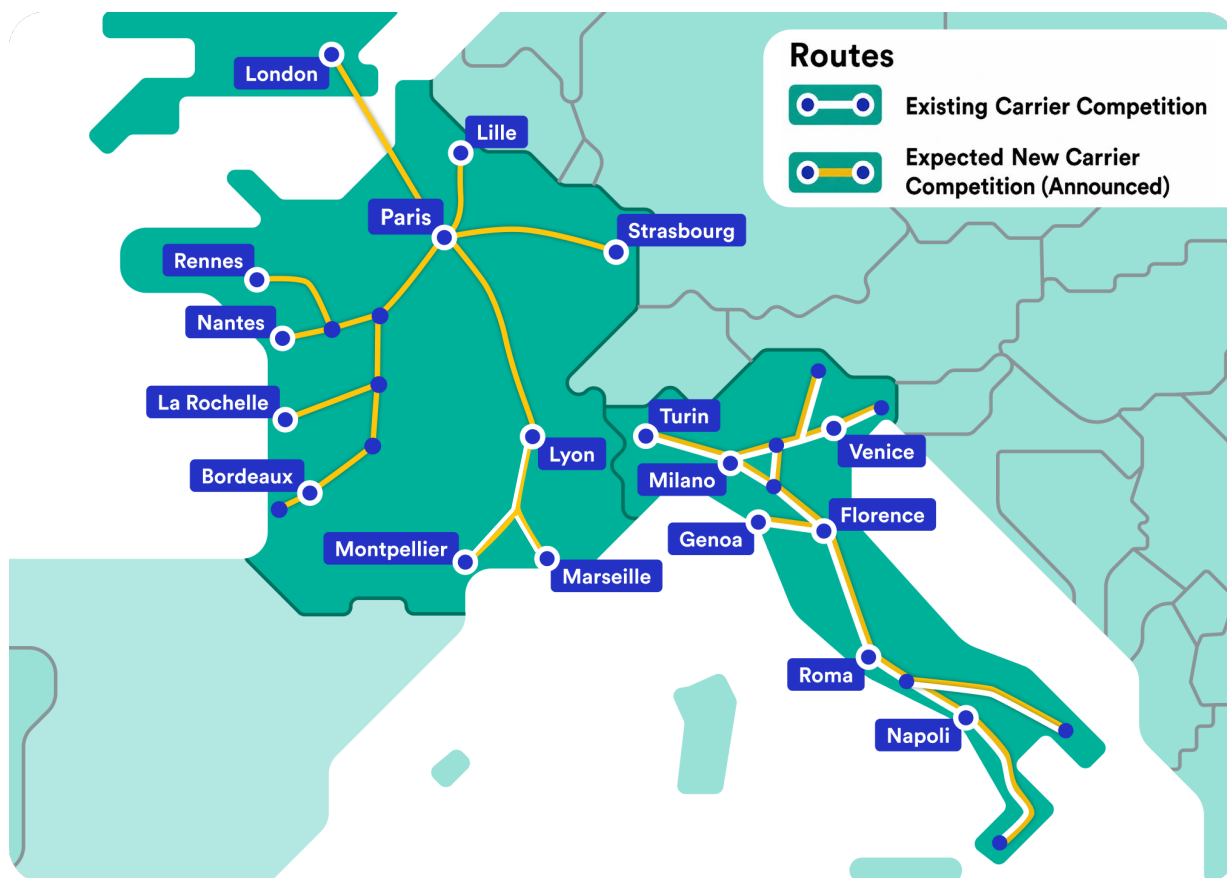 Routes
Existing Carrier Competition
Expected New Carrier
Competition (Announced)
London
Lille
Paris
Strasbourg
Rennes
Nantes
La Rochelle
Bordeaux
Lyon
Montpellier
Marseille
Turin
Milano
Venice
Genoa
Florence
Roma
Napoli